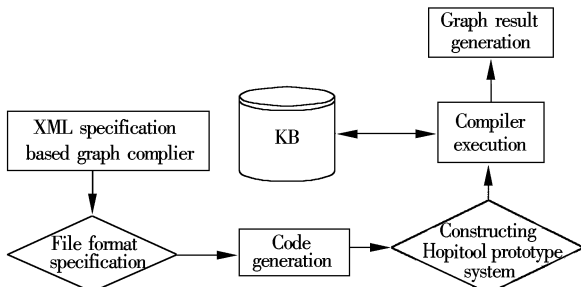 Graph result
generation
XML specification
based graph complier
KB
Compiler
execution
File format
specification
Code
generation
Constructing
Hopitool prototype
system